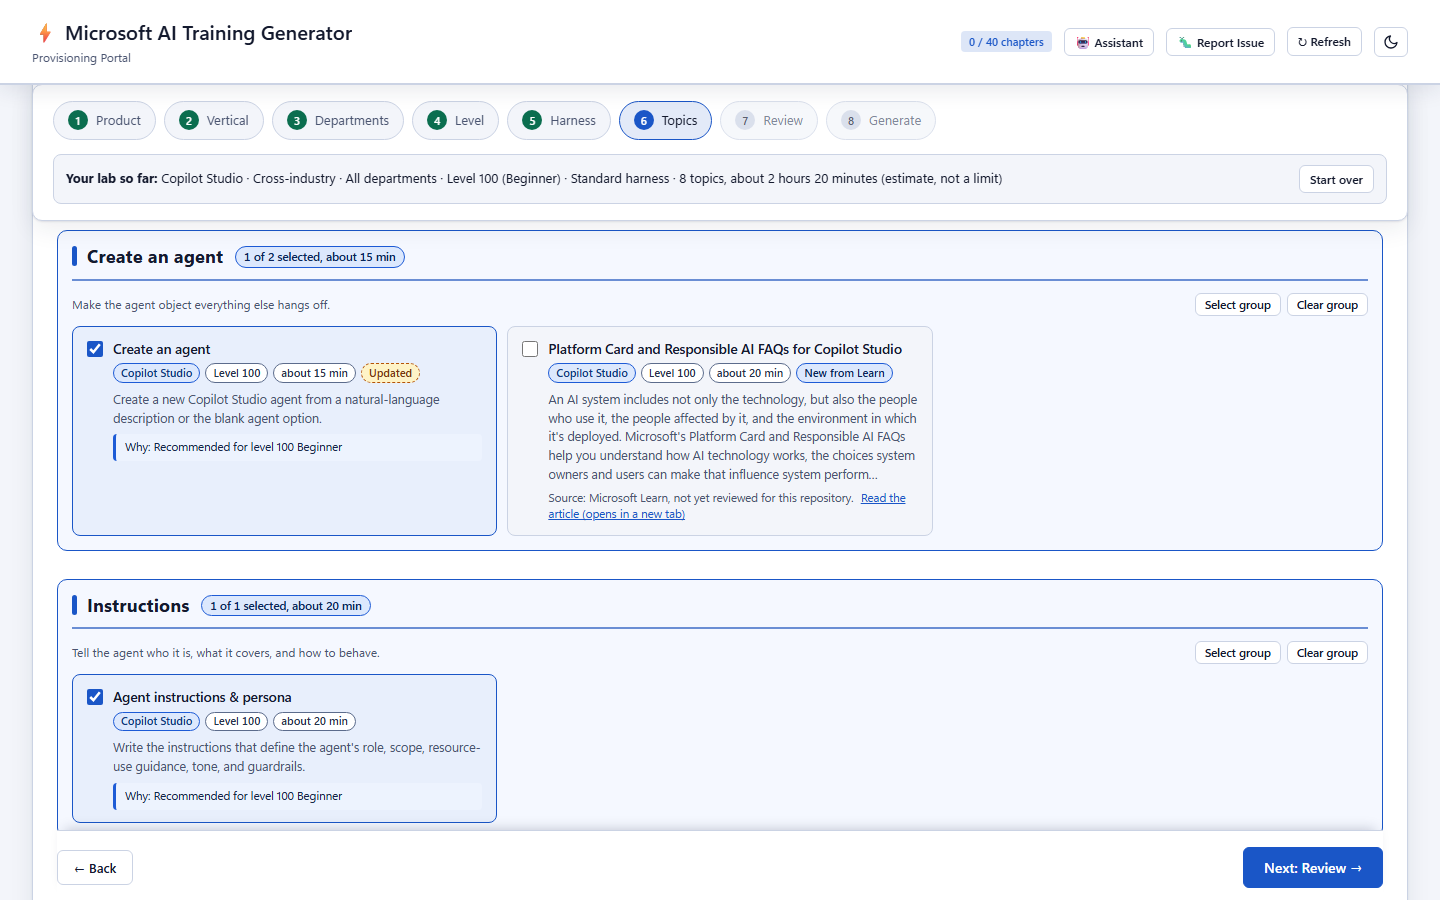 Microsoft AI Training Generator
Provisioning Portal
0 / 40 chapters
Assistant
Report Issue
↻ Refresh
1 Product
2 Vertical
3 Departments
4 Level
5 Harness
6 Topics
7 Review
8 Generate
Your lab so far: Copilot Studio · Cross-industry · All departments · Level 100 (Beginner) · Standard harness · 8 topics, about 2 hours 20 minutes (estimate, not a limit)
Start over
Create an agent
1 of 2 selected, about 15 min
Make the agent object everything else hangs off.
Select group
Clear group
Create an agent
Copilot Studio
Level 100
about 15 min
Updated
Create a new Copilot Studio agent from a natural-language
description or the blank agent option.
Why: Recommended for level 100 Beginner
Platform Card and Responsible AI FAQs for Copilot Studio
Copilot Studio
Level 100
about 20 min
New from Learn
An AI system includes not only the technology, but also the people
who use it, the people affected by it, and the environment in which
it's deployed. Microsoft's Platform Card and Responsible AI FAQs
help you understand how AI technology works, the choices system
owners and users can make that influence system perform...
Source: Microsoft Learn, not yet reviewed for this repository. Read the
article (opens in a new tab)
Instructions
1 of 1 selected, about 20 min
Tell the agent who it is, what it covers, and how to behave.
Select group
Clear group
Agent instructions & persona
Copilot Studio
Level 100
about 20 min
Write the instructions that define the agent's role, scope, resource-
use guidance, tone, and guardrails.
Why: Recommended for level 100 Beginner
← Back
Next: Review →